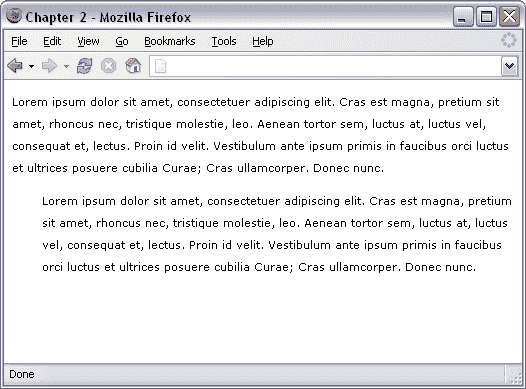 Chapter 2 - Mozilla Firefox
File Edit View Go Bookmarks Tools Help
Lorem ipsum dolor sit amet, consectetuer adipiscing elit. Cras est magna, pretium sit
amet, rhoncus nec, tristique molestie, leo. Aenean tortor sem, luctus at, luctus vel,
consequat et, lectus. Proin id velit. Vestibulum ante ipsum primis in faucibus orci luctus
et ultrices posuere cubilia Curae; Cras ullamcorper. Donec nunc.
Lorem ipsum dolor sit amet, consectetuer adipiscing elit. Cras est magna, pretium
sit amet, rhoncus nec, tristique molestie, leo. Aenean tortor sem, luctus at, luctus
vel, consequat et, lectus. Proin id velit. Vestibulum ante ipsum primis in faucibus
orci luctus et ultrices posuere cubilia Curae; Cras ullamcorper. Donec nunc.
Done